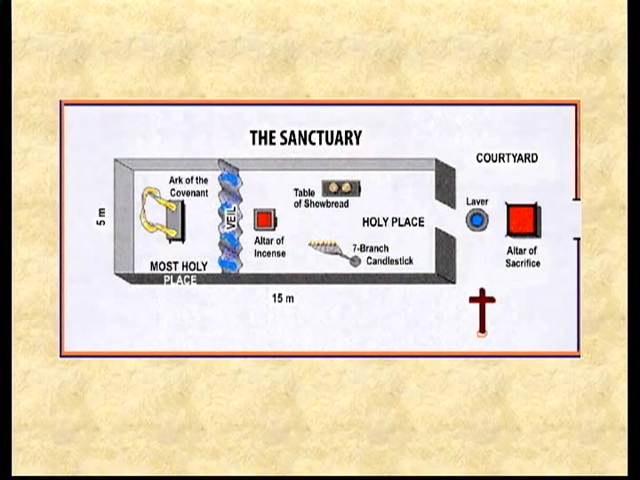 THE SANCTUARY
COURTYARD
Ark of the
Covenant
VEIL
Table
of Showbread
HOLY PLACE
Laver
Altar of
Incense
7-Branch
Candlestick
Altar of
Sacrifice
5 m
MOST HOLY
PLACE
15 m